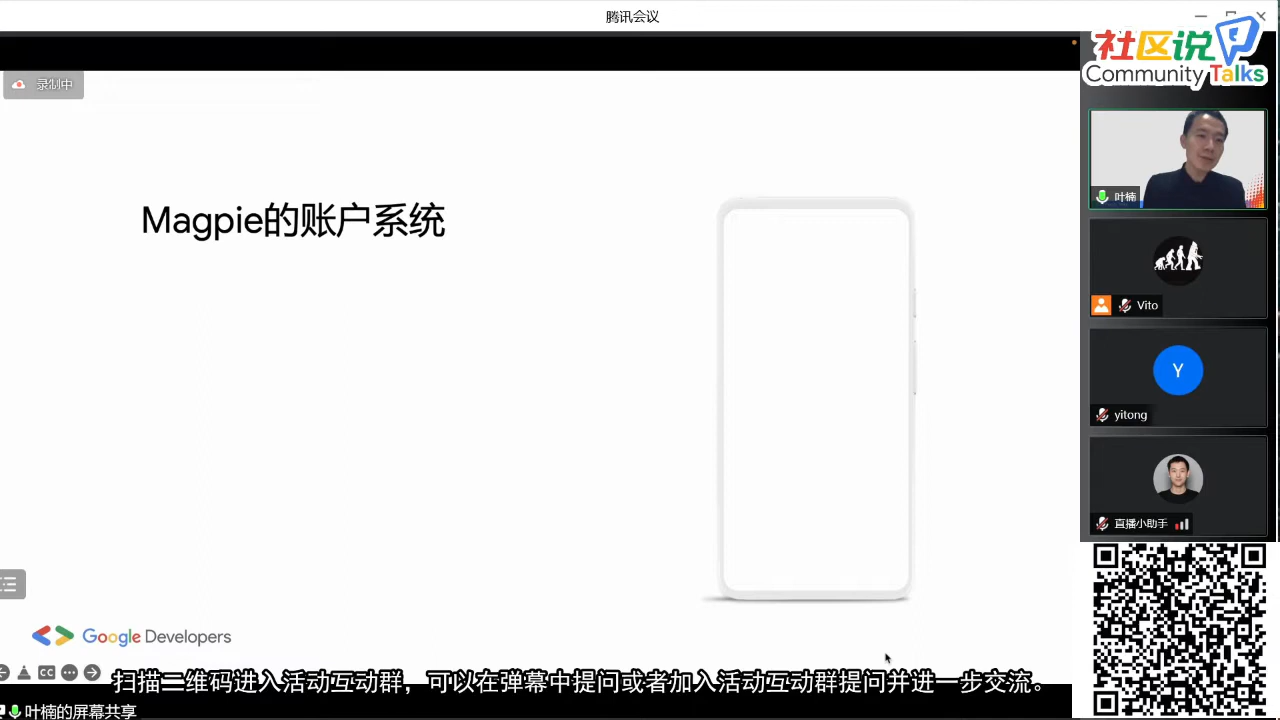 腾讯会议
社区说
Community Talks
录制中
叶楠
Magpie的账户系统
Vito
Y
yitong
直播小助手
Google Developers
CC
扫描二维码进入活动互动群，可以在弹幕中提问或者加入活动互动群提问并进一步交流。
叶楠的屏幕共享